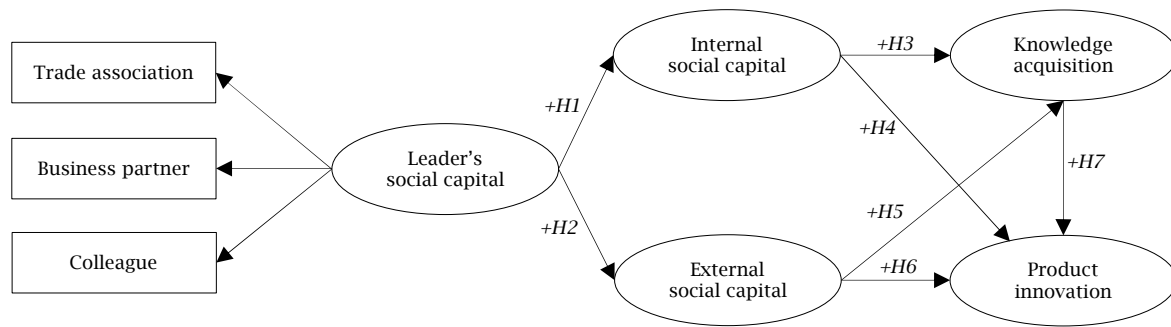 Trade association
Business partner
Colleague
Leader’s
social capital
+H1
+H2
Internal
social capital
External
social capital
+H3
+H4
+H5
+H6
Knowledge
acquisition
+H7
Product
innovation